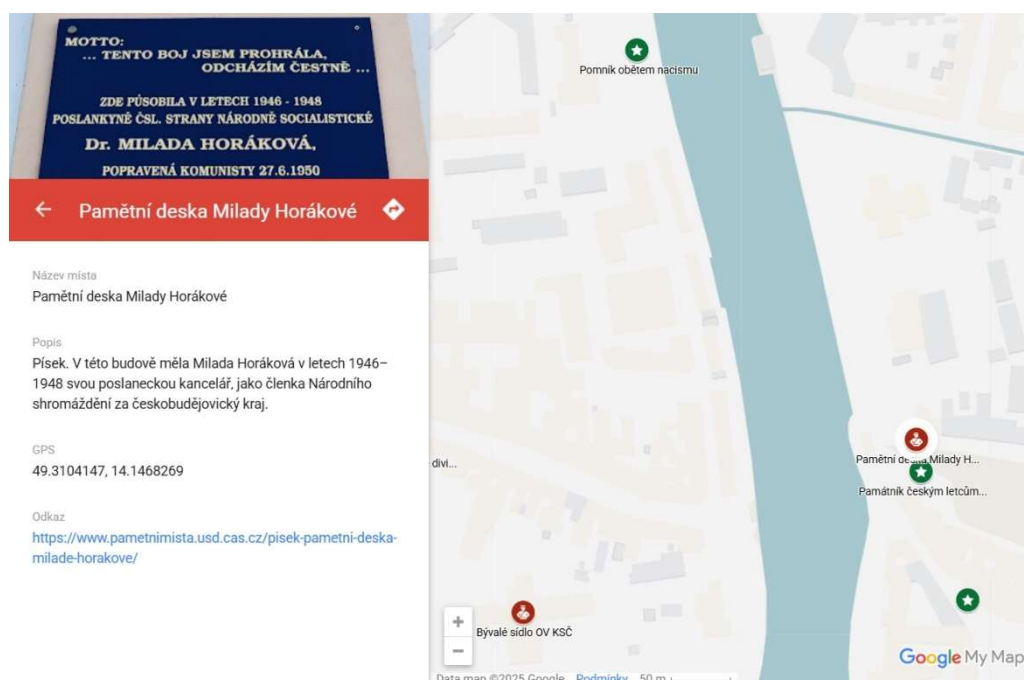 MOTTO:
... TENTO BOJ JSEM PROHRÁLA,
ODCHÁZÍM ČESTNĚ ...
ZDE PŮSOBILA V LETECH 1946 - 1948
POSLANKYNĚ ČSL. STRANY NÁRODNĚ SOCIALISTICKÉ
Dr. MILADA HORÁKOVÁ,
POPRAVENÁ KOMUNISTY 27.6.1950
Pamětní deska Milady Horákové
Název místa
Pamětní deska Milady Horákové
Popis
Písek. V této budově měla Milada Horáková v letech 1946–
1948 svou poslaneckou kancelář, jako členka Národního
shromáždění za českobudějovický kraj.
GPS
49.3104147, 14.1468269
Odkaz
https://www.pametnimista.usd.cas.cz/pisek-pametni-deska-
milade-horakove/
Pomník obětem nacismu
Pamětní deska Milady H...
Památník českým letcům...
divi...
Bývalé sídlo OV KSČ
+
−
Google My Map
Data map ©2025 Google Podmínky 50 m